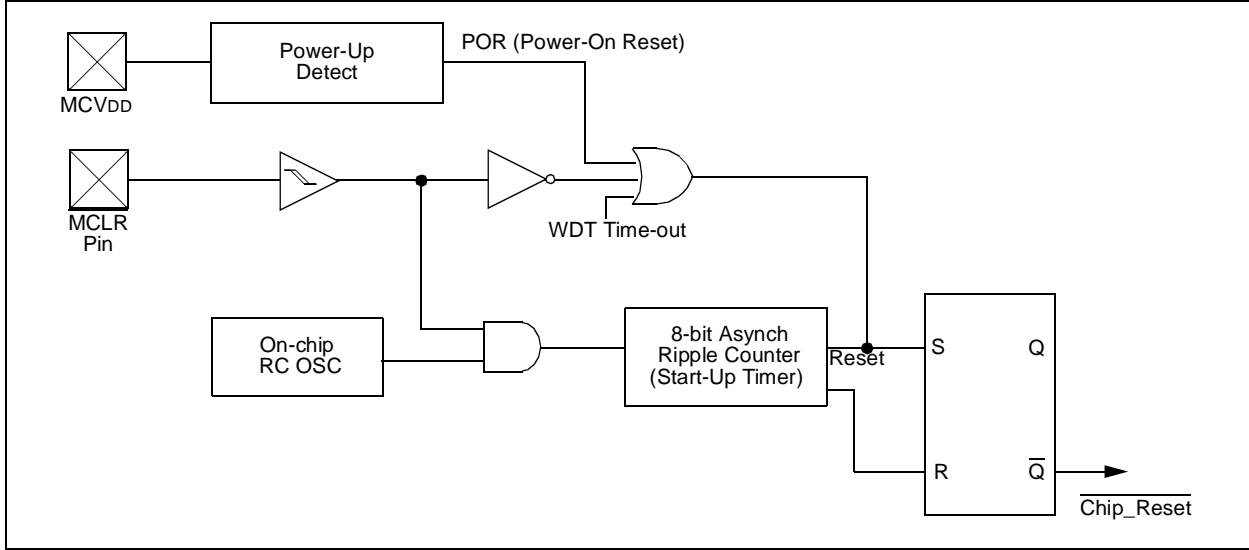 Power-Up
Detect
POR (Power-On Reset)
MCVDD
MCLR
Pin
WDT Time-out
On-chip
RC OSC
8-bit Asynch
Ripple Counter
(Start-Up Timer)
Reset
S
Q
R
Q̅
Chip_Reset